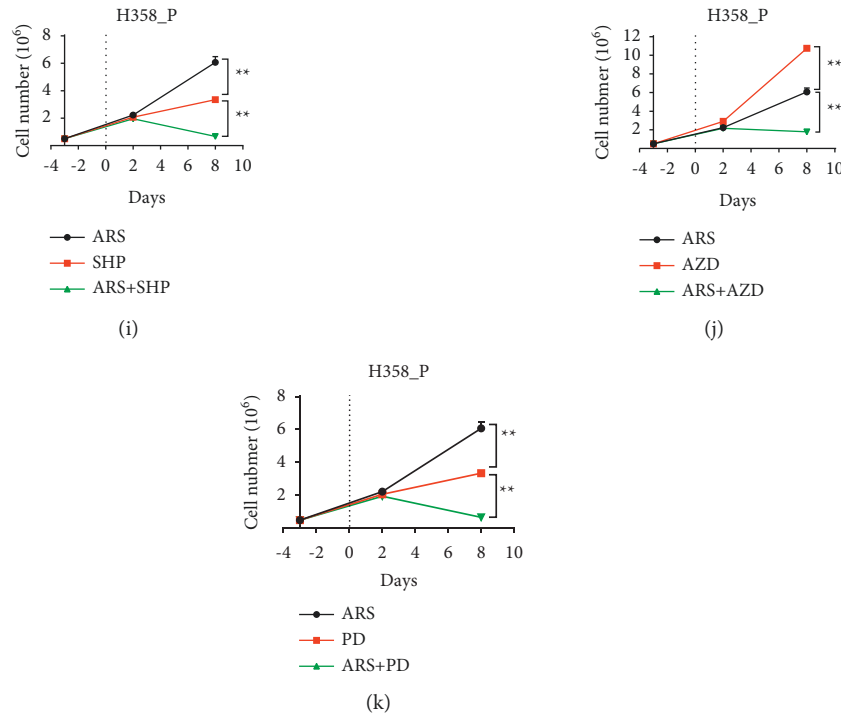 H358_P
Cell number (10⁶)
8
6
4
2
**
**
-4 -2 0 2 4 6 8 10
Days
ARS
SHP
ARS+SHP
(i)
H358_P
Cell nubmer (10⁶)
12
10
8
6
4
2
**
**
-4 -2 0 2 4 6 8 10
Days
ARS
AZD
ARS+AZD
(j)
H358_P
Cell nubmer (10⁶)
8
6
4
2
**
**
-4 -2 0 2 4 6 8 10
Days
ARS
PD
ARS+PD
(k)